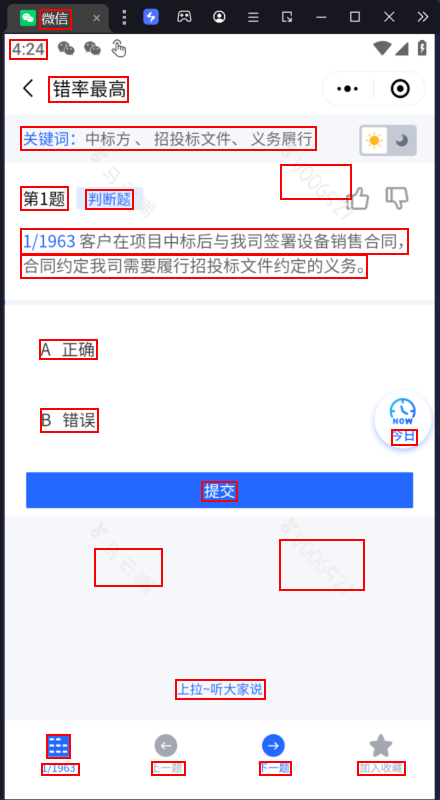 微信
4:24
错率最高
关键词：中标方 、 招投标文件、 义务履行
第1题 判断题
1/1963 客户在项目中标后与我司签署设备销售合同，
合同约定我司需要履行招投标文件约定的义务。
A 正确
B 错误
NOW
今日
提交
上拉~听大家说
1/1963 上一题 下一题 加入收藏